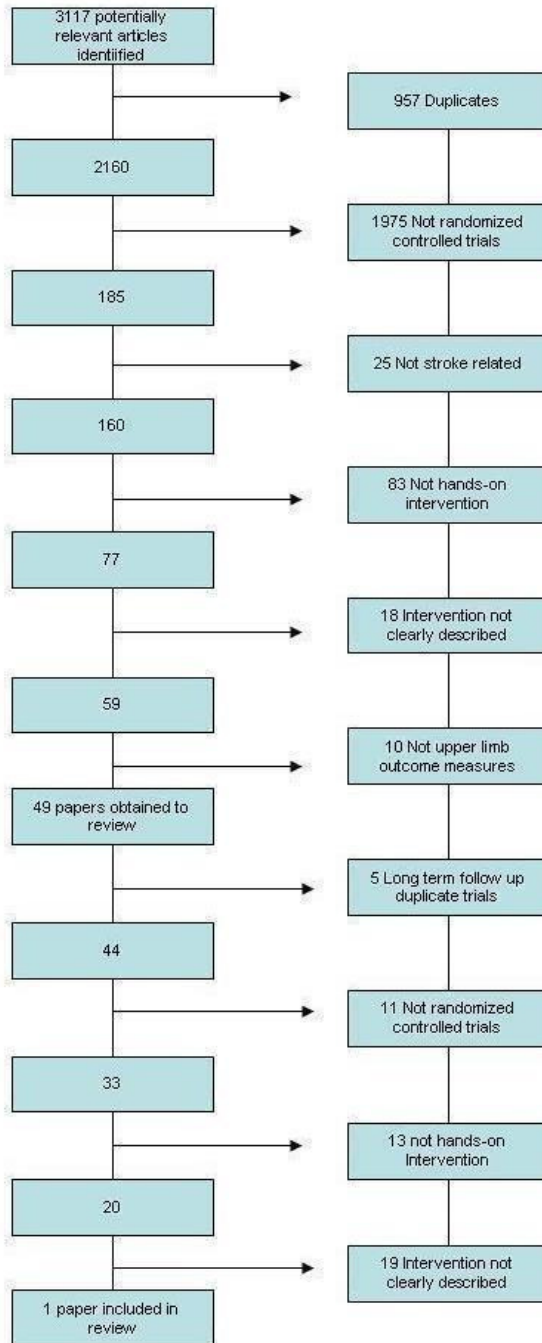 3117 potentially
relevant articles
identiified
957 Duplicates
2160
1975 Not randomized
controlled trials
185
25 Not stroke related
160
83 Not hands-on
intervention
77
18 Intervention not
clearly described
59
10 Not upper limb
outcome measures
49 papers obtained to
review
5 Long term follow up
duplicate trials
44
11 Not randomized
controlled trials
33
13 not hands-on
Intervention
20
19 Intervention not
clearly described
1 paper included in
review